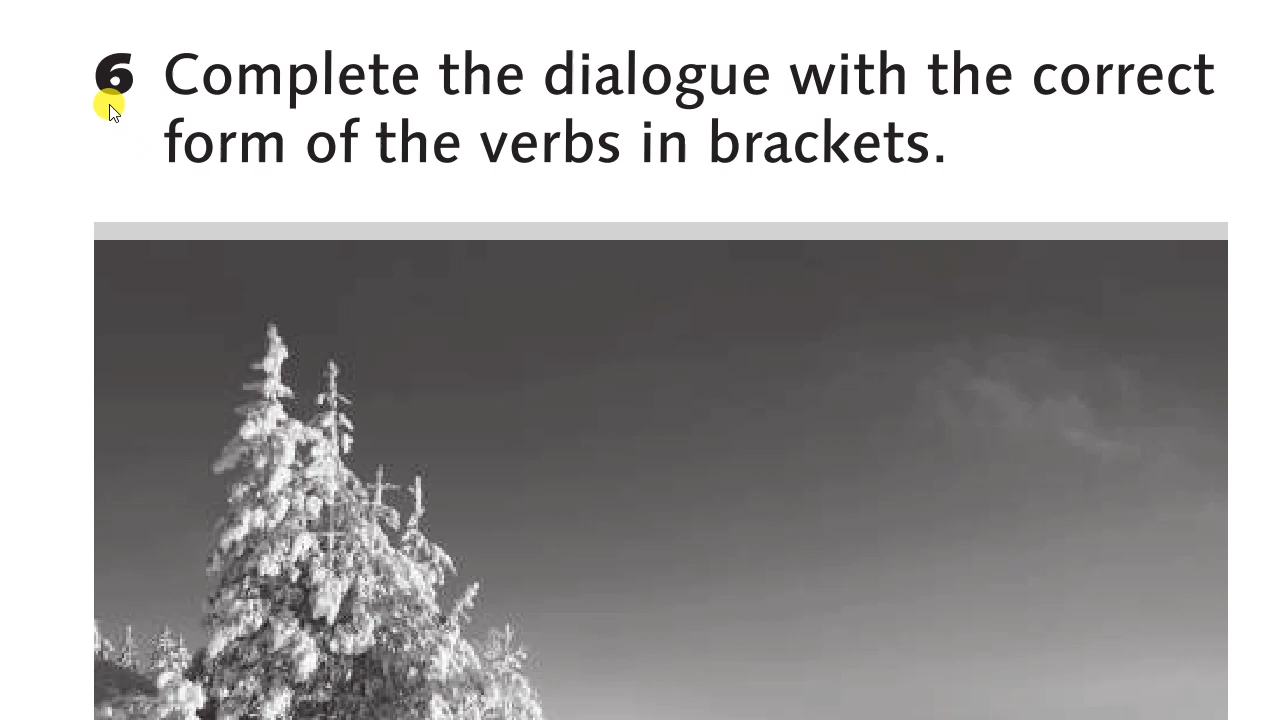 6 Complete the dialogue with the correct
form of the verbs in brackets.